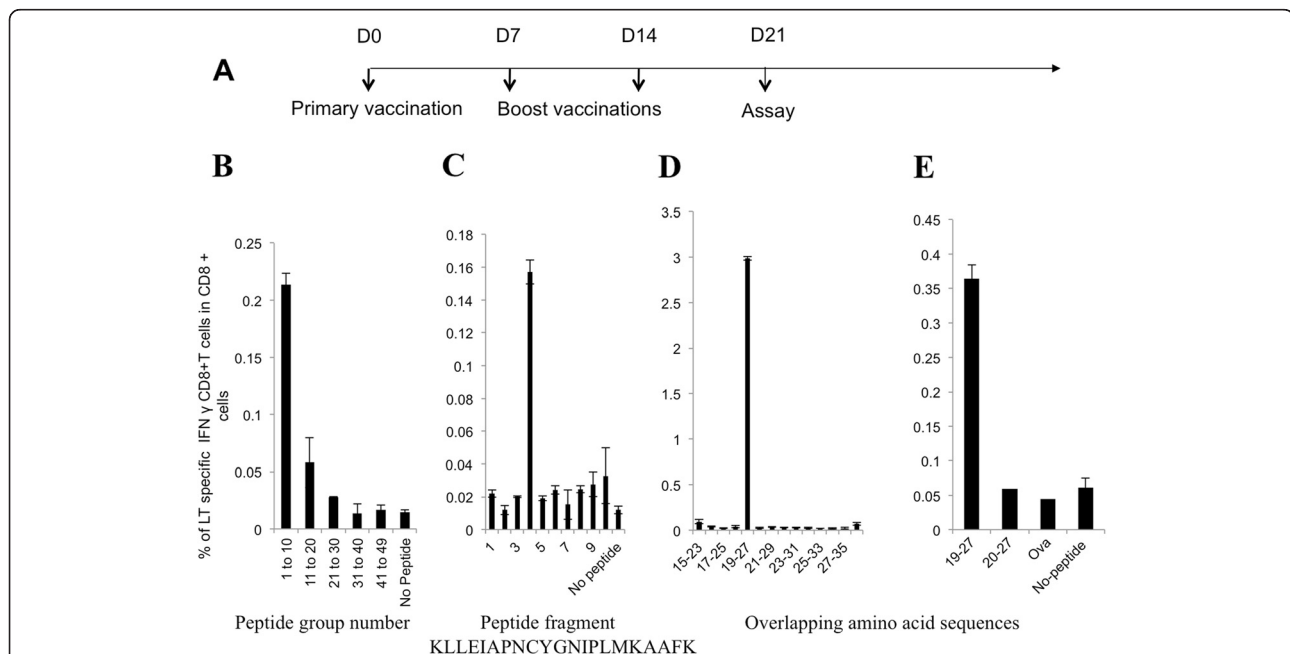 D0 D7 D14 D21
A
Primary vaccination Boost vaccinations Assay
B C D E
% of LT specific IFN γ CD8+T cells in CD8 +
cells
0.25
0.2
0.15
0.1
0.05
0
1 to 10
11 to 20
21 to 30
31 to 40
41 to 49
No Peptide
Peptide group number
0.18
0.16
0.14
0.12
0.1
0.08
0.06
0.04
0.02
0
1
3
5
7
9
No peptide
Peptide fragment
KLLEIAPNCYGNIPLMKAAFK
3.5
3
2.5
2
1.5
1
0.5
0
15-23
17-25
19-27
21-29
23-31
25-33
27-35
0.45
0.4
0.35
0.3
0.25
0.2
0.15
0.1
0.05
0
19-27
20-27
Ova
No-peptide
Overlapping amino acid sequences